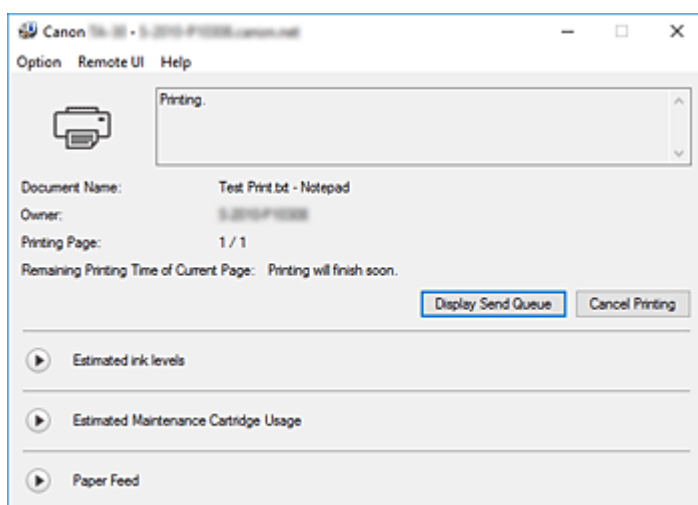 Canon
Option Remote UI Help
Printing.
Document Name: Test Print.txt - Notepad
Owner:
Printing Page: 1 / 1
Remaining Printing Time of Current Page: Printing will finish soon.
Display Send Queue Cancel Printing
Estimated ink levels
Estimated Maintenance Cartridge Usage
Paper Feed